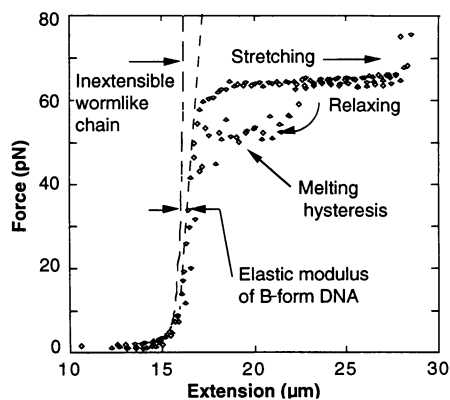 80
60
40
20
0
Force (pN)
Inextensible
wormlike
chain
Stretching
Relaxing
Melting
hysteresis
Elastic modulus
of B-form DNA
10 15 20 25 30
Extension (μm)